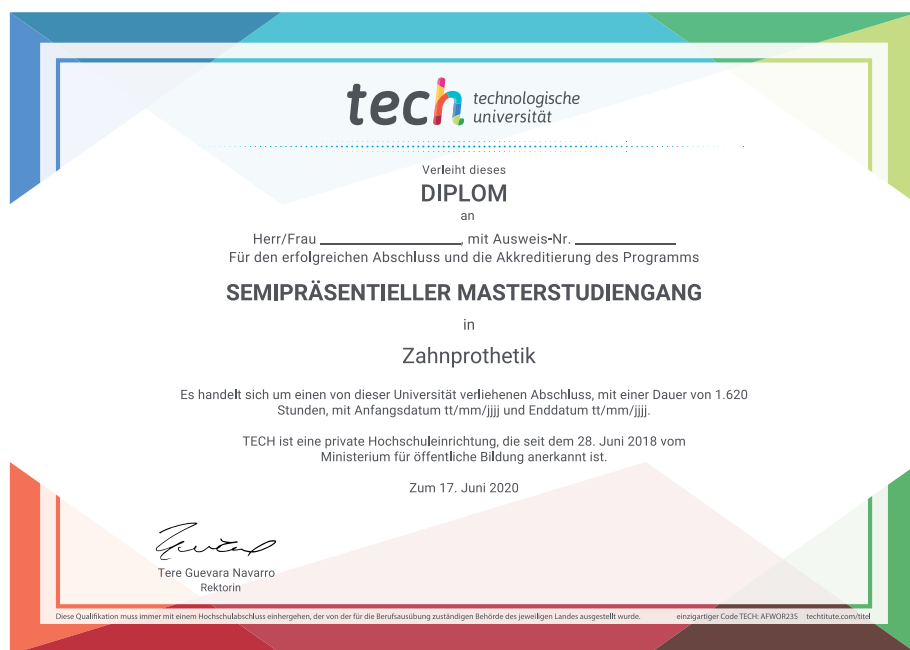 tech technologische
universität
Verleiht dieses
DIPLOM
an
Herr/Frau ____________________, mit Ausweis-Nr. __________________
Für den erfolgreichen Abschluss und die Akkreditierung des Programms
SEMIPRÄSENTIELLER MASTERSTUDIENGANG
in
Zahnprothetik
Es handelt sich um einen von dieser Universität verliehenen Abschluss, mit einer Dauer von 1.620
Stunden, mit Anfangsdatum tt/mm/jjjj und Enddatum tt/mm/jjjj.
TECH ist eine private Hochschuleinrichtung, die seit dem 28. Juni 2018 vom
Ministerium für öffentliche Bildung anerkannt ist.
Zum 17. Juni 2020
Tere Guevara Navarro
Rektorin
Diese Qualifikation muss immer mit einem Hochschulabschluss einhergehen, der von der für die Berufsausübung zuständigen Behörde des jeweiligen Landes ausgestellt wurde. einzigartiger Code TECH: AFWOR23S techtitute.com/titel